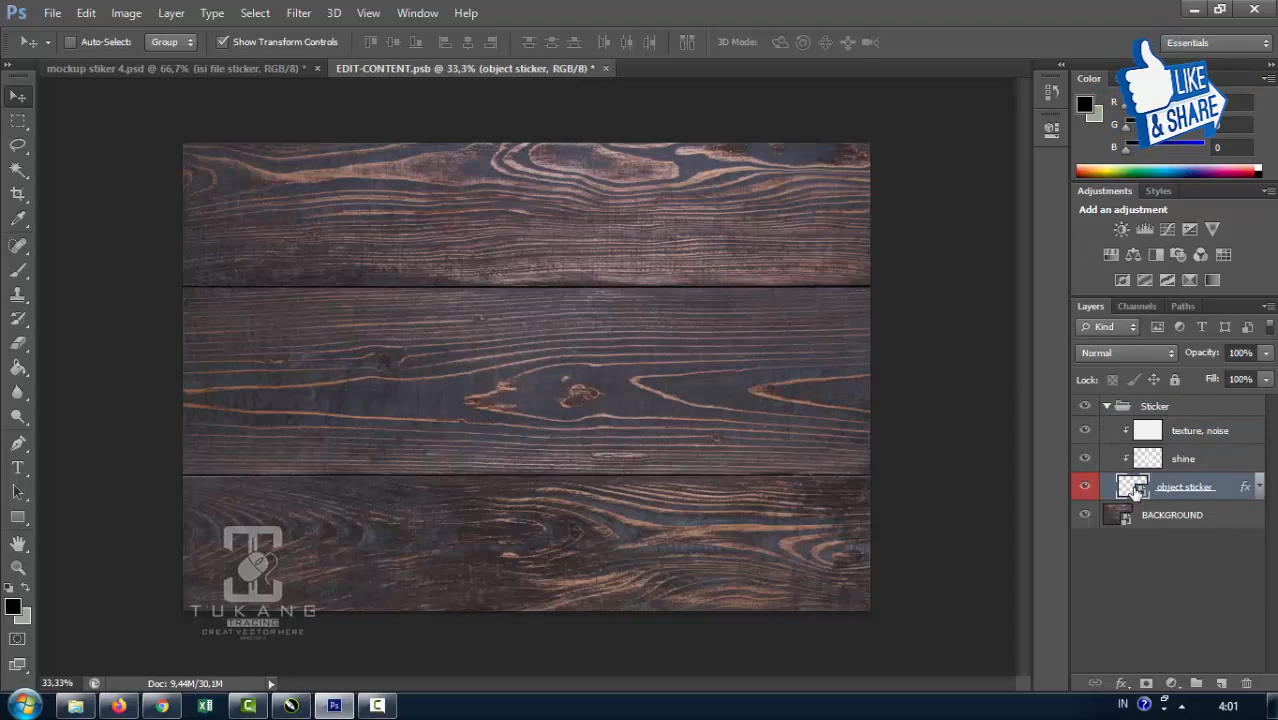 Ps File Edit Image Layer Type Select Filter 3D View Window Help
Auto-Select: Group Show Transform Controls 3D Mode: Essentials
mockup stiker 4.psd @ 66,7% (isi file sticker, RGB/8) * × EDIT-CONTENT.psb @ 33,3% (object sticker, RGB/8) * ×
LIKE
& SHARE
Color
R
G
B 0
Adjustments Styles
Add an adjustment
Layers Channels Paths
Kind
Normal Opacity: 100%
Lock: Fill: 100%
Sticker
texture, noise
shine
object sticker fx
BACKGROUND
TUKANG
TRACING
CREATVECTORHERE
33,33% Doc: 9,44M/30,1M
IN 4:01